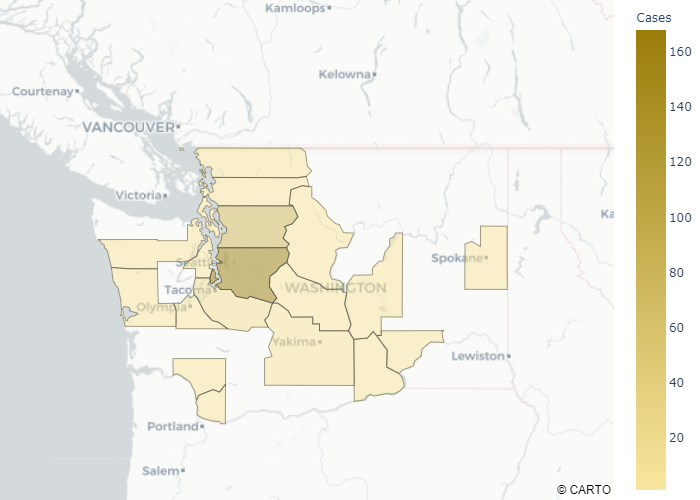 Kamloops
Cases
160
Kelowna
Courtenay
140
VANCOUVER
120
Victoria
100
Spokane
Seattle
80
WASHINGTON
Tacoma
Olympia
60
Yakima
Lewiston
40
Portland
20
Salem
© CARTO